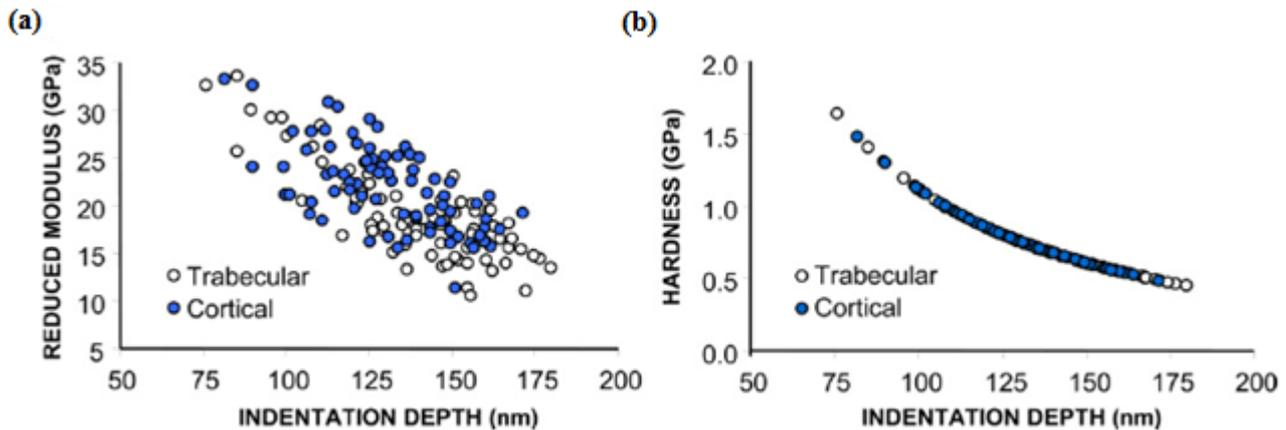 (a)
REDUCED MODULUS (GPa)
35
30
25
20
15
10
5
Trabecular
Cortical
50 75 100 125 150 175 200
INDENTATION DEPTH (nm)
(b)
HARDNESS (GPa)
2.0
1.5
1.0
0.5
0.0
Trabecular
Cortical
50 75 100 125 150 175 200
INDENTATION DEPTH (nm)